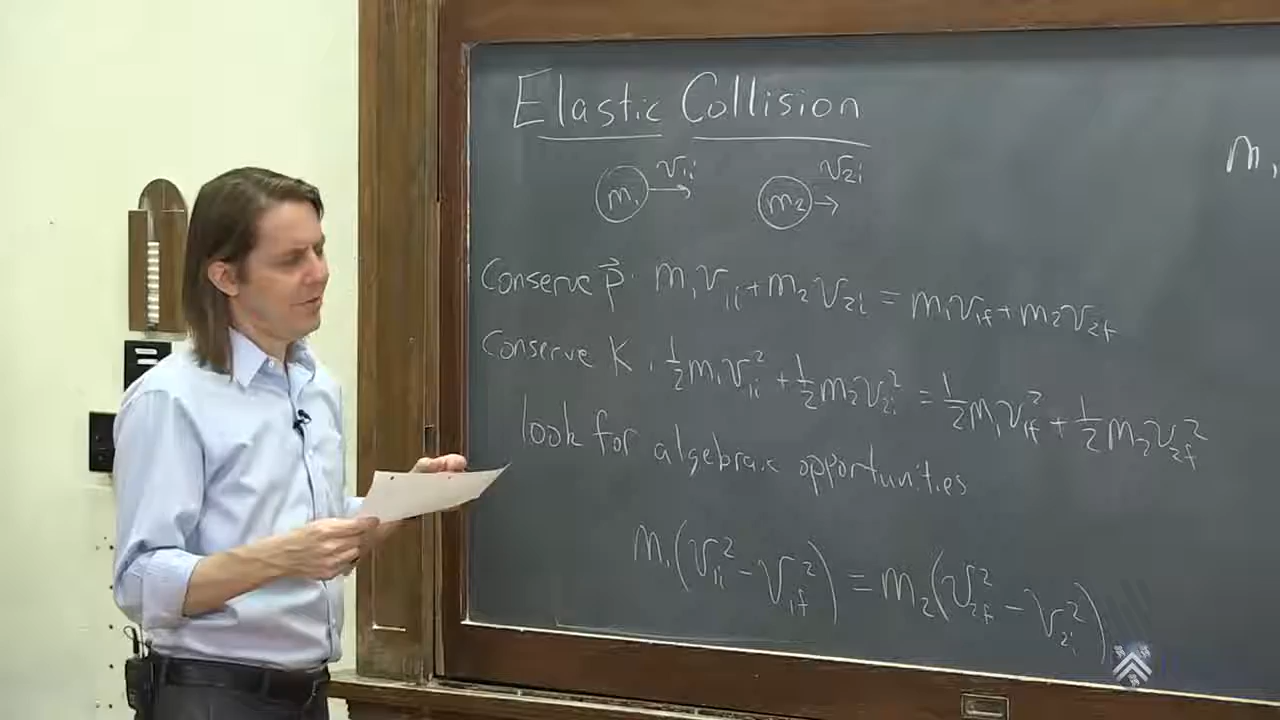 Elastic Collision
m₁ v₁ᵢ m₂ v₂ᵢ
m₁
Conserve p⃗ · m₁v₁ᵢ + m₂v₂ᵢ = m₁v₁f + m₂v₂f
Conserve K · ½m₁v₁ᵢ² + ½m₂v₂ᵢ² = ½m₁v₁f² + ½m₂v₂f²
look for algebraic opportunities
m₁(v₁ᵢ² - v₁f²) = m₂(v₂f² - v₂ᵢ²)